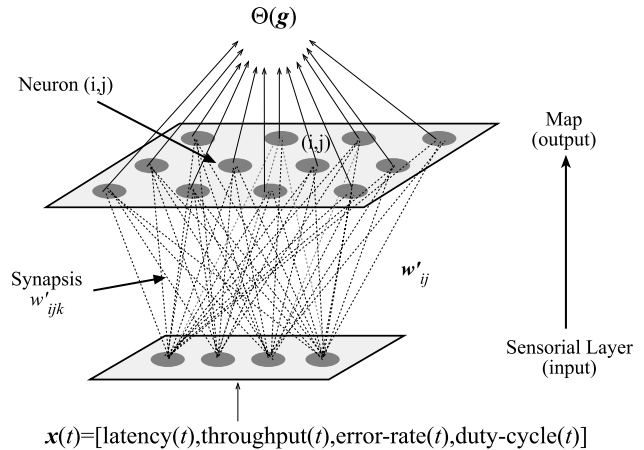 Θ(g)
Neuron (i,j)
(i,j)
Map
(output)
Synapsis
w'ijk
w'ij
Sensorial Layer
(input)
x(t)=[latency(t),throughput(t),error-rate(t),duty-cycle(t)]